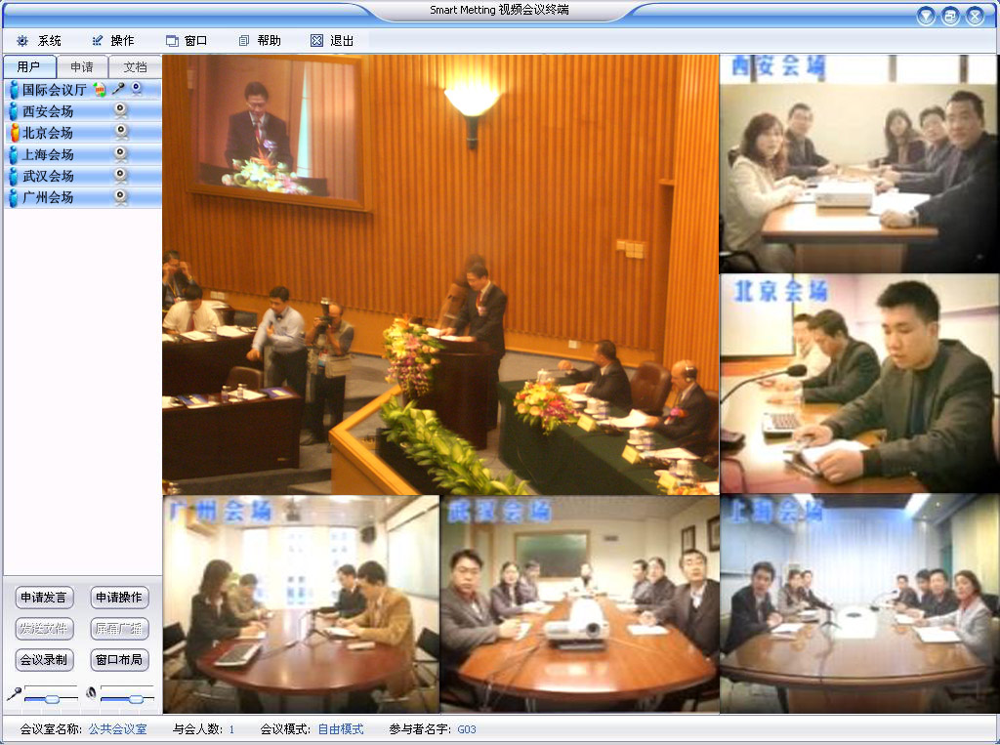 Smart Metting 视频会议终端
系统 操作 窗口 帮助 退出
用户 申请 文档
国际会议厅
西安会场
北京会场
上海会场
武汉会场
广州会场
西安会场
北京会场
广州会场 武汉会场 上海会场
申请发言 申请操作
发送文件 屏幕广播
会议录制 窗口布局
会议室名称: 公共会议室 与会人数: 1 会议模式: 自由模式 参与者名字: G03